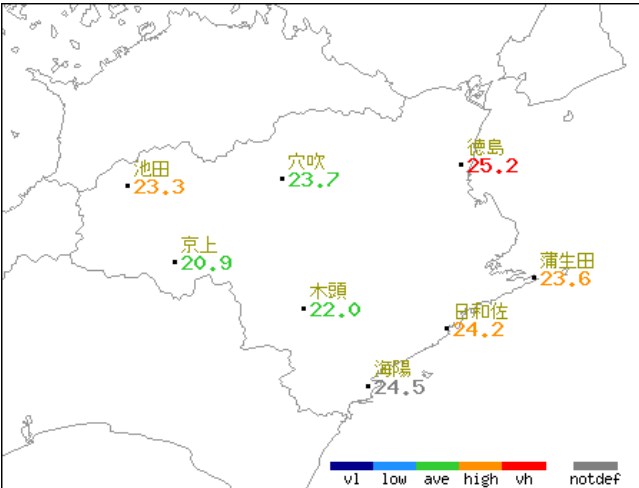 徳島
25.2
池田
23.3
穴吹
23.7
京上
20.9
蒲生田
23.6
木頭
22.0
日和佐
24.2
海陽
24.5
vl low ave high vh notdef